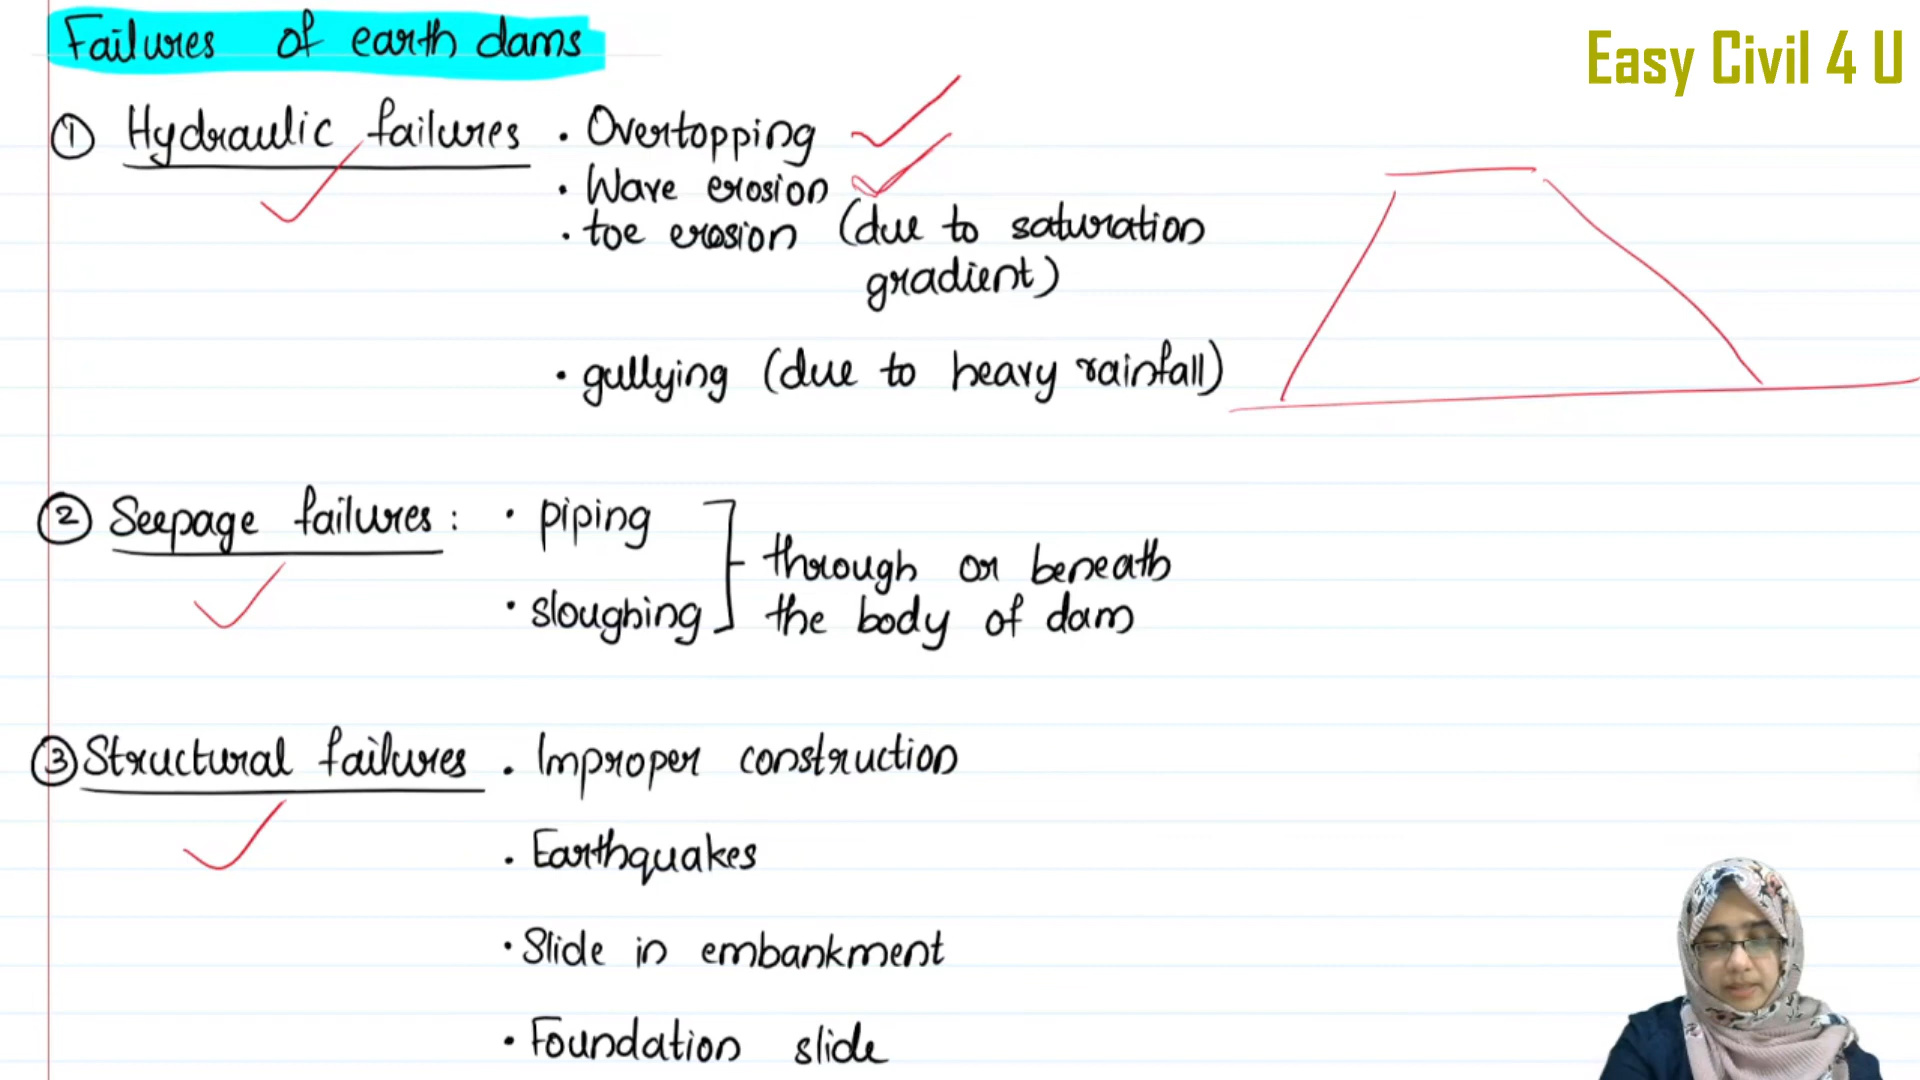 Failures of earth dams
Easy Civil 4 U
① Hydraulic failures . Overtopping
. Wave erosion
. toe erosion (due to saturation
gradient)
. gullying (due to heavy rainfall)
② Seepage failures : . piping
. sloughing
through or beneath
the body of dam
③ Structural failures . Improper construction
. Earthquakes
. Slide in embankment
. Foundation slide